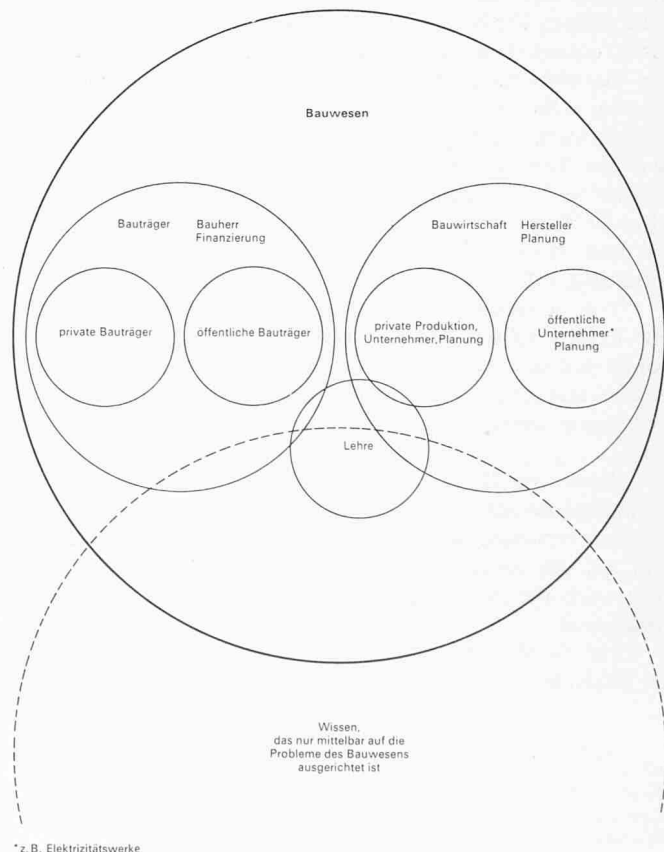 Bauwesen
Bauträger Bauherr
Finanzierung
Bauwirtschaft Hersteller
Planung
private Bauträger
öffentliche Bauträger
private Produktion,
Unternehmer, Planung
öffentliche
Unternehmer*
Planung
Lehre
Wissen,
das nur mittelbar auf die
Probleme des Bauwesens
ausgerichtet ist
*z. B. Elektrizitätswerke